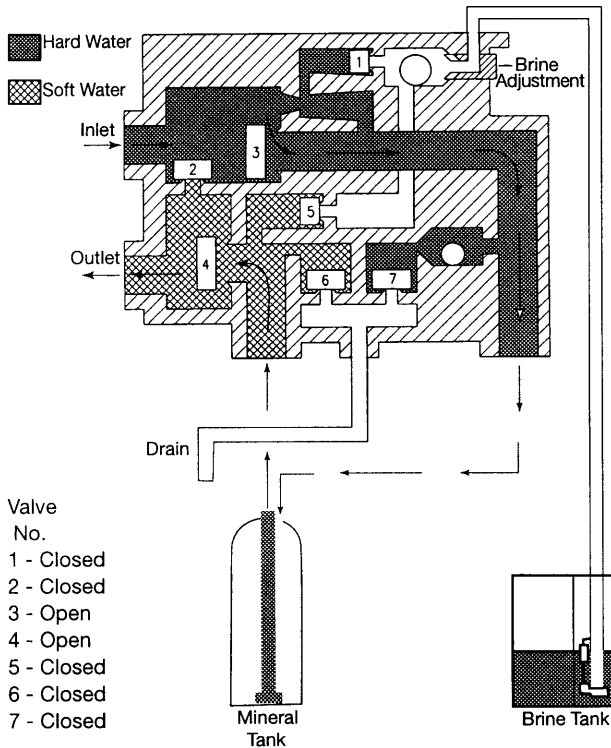 Hard Water
Soft Water
Inlet
Outlet
Drain
Brine
Adjustment
1
2
3
4
5
6
7
Valve
No.
1 - Closed
2 - Closed
3 - Open
4 - Open
5 - Closed
6 - Closed
7 - Closed
Mineral
Tank
Brine Tank